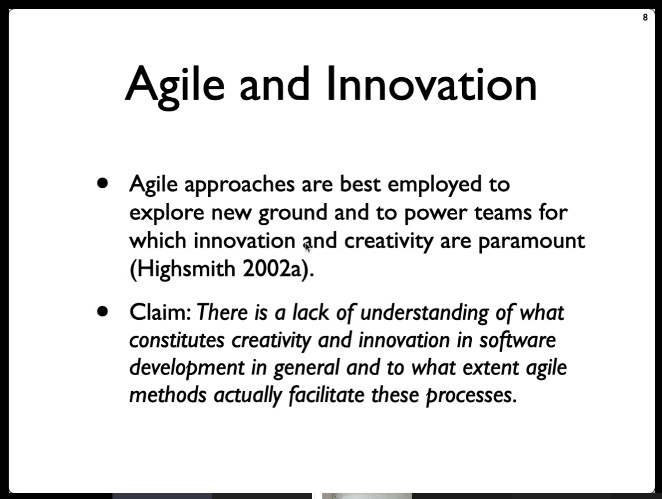 8
Agile and Innovation
• Agile approaches are best employed to
explore new ground and to power teams for
which innovation and creativity are paramount
(Highsmith 2002a).
• Claim: There is a lack of understanding of what
constitutes creativity and innovation in software
development in general and to what extent agile
methods actually facilitate these processes.